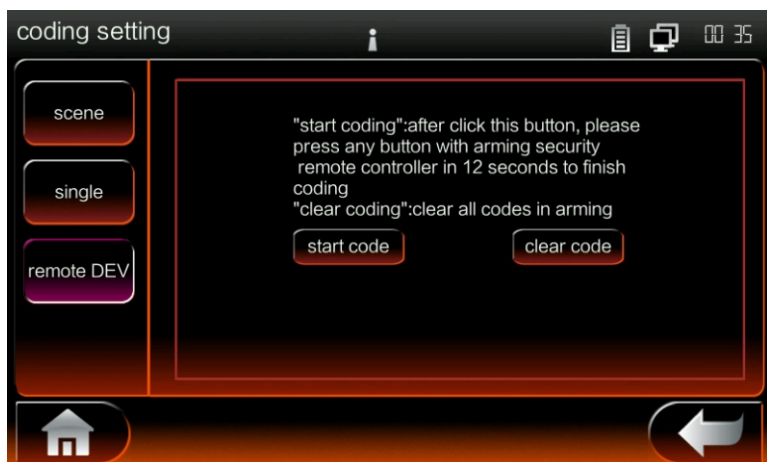 coding setting
00 35
scene
single
remote DEV
"start coding":after click this button, please
press any button with arming security
remote controller in 12 seconds to finish
coding
"clear coding":clear all codes in arming
start code
clear code